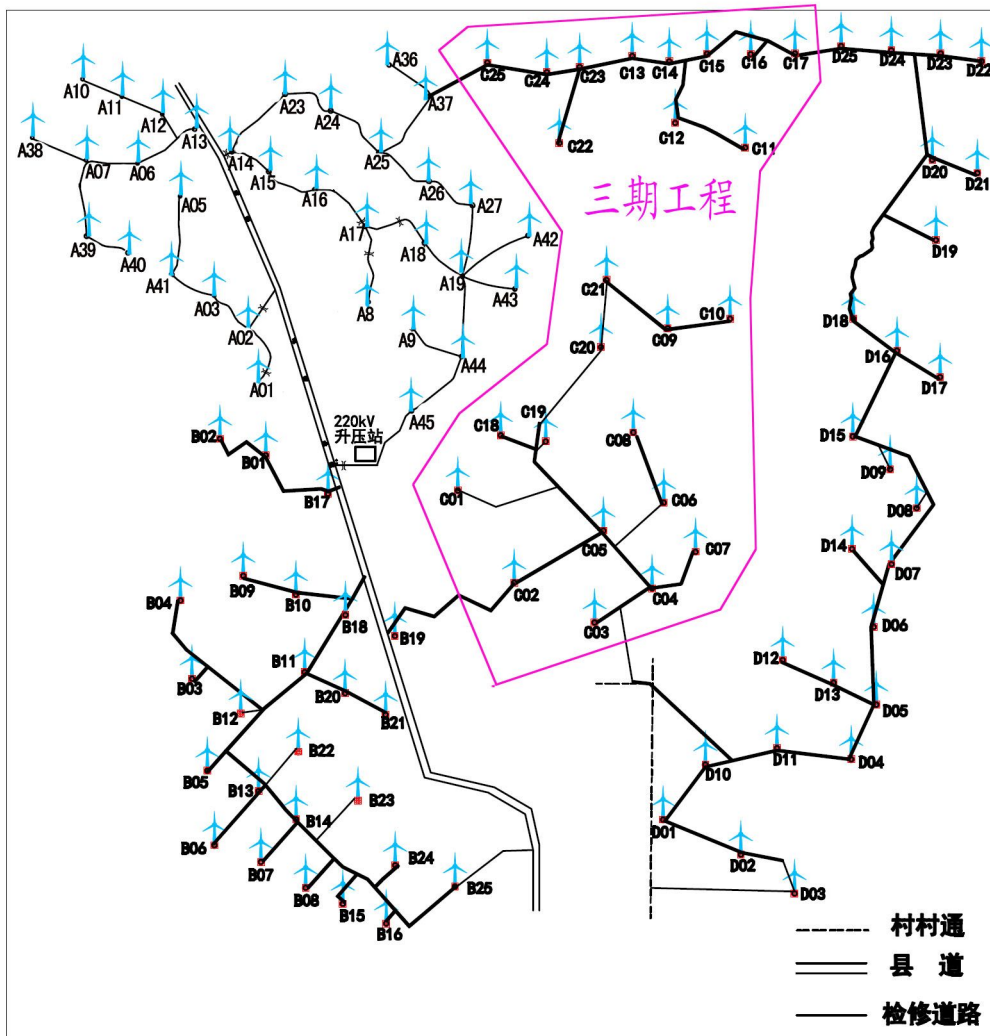 A36
A10
A11
A12
A13
A38
A07
A06
A05
A39
A40
A41
A03
A02
A01
A23
A24
A37
A14
A15
A16
A25
A26
A27
A17
A18
A19
A42
A43
A8
A9
A44
A45
220kV
升压站
C25
C24
C23
C13
C14
C15
C16
C17
D25
D24
D23
D22
C22
C12
C11
三期工程
C21
C09
C10
C20
C19
C18
C08
C01
C06
C05
C07
C02
C04
C03
D20
D21
D19
D18
D16
D17
D15
D09
D08
D14
D07
D06
D12
D13
D05
D10
D11
D04
D01
D02
D03
B02
B01
B17
B09
B10
B04
B18
B19
B11
B20
B21
B03
B12
B22
B05
B13
B23
B14
B06
B07
B24
B25
B08
B15
B16
村村通
县 道
检修道路